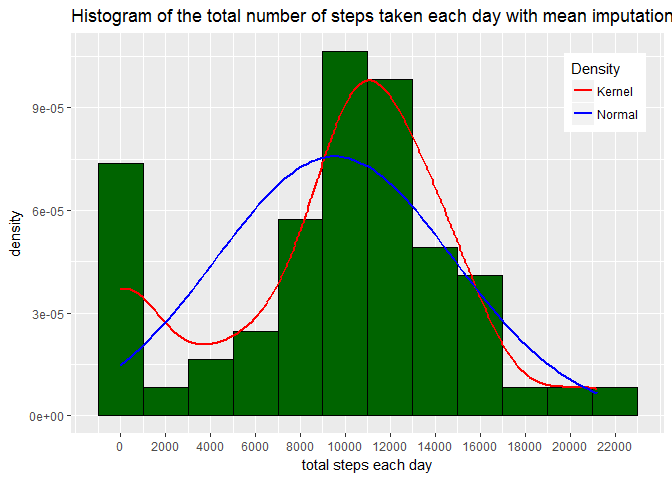 Histogram of the total number of steps taken each day with mean imputation
Density
Kernel
Normal
9e-05
6e-05
3e-05
0e+00
density
0 2000 4000 6000 8000 10000 12000 14000 16000 18000 20000 22000
total steps each day